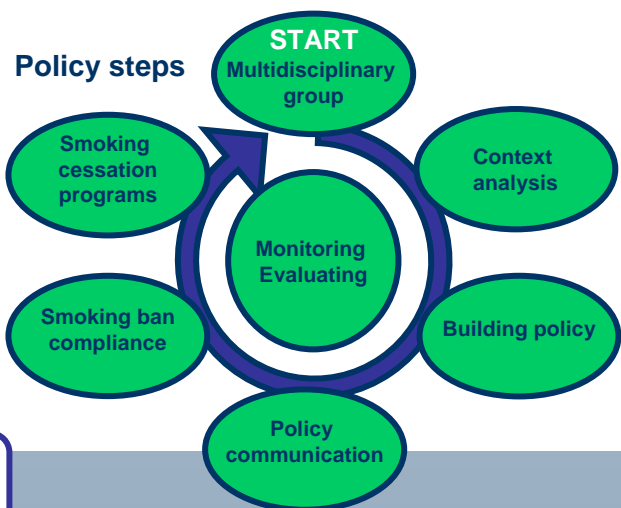 Policy steps
START
Multidisciplinary
group
Context
analysis
Building policy
Policy
communication
Smoking ban
compliance
Smoking
cessation
programs
Monitoring
Evaluating